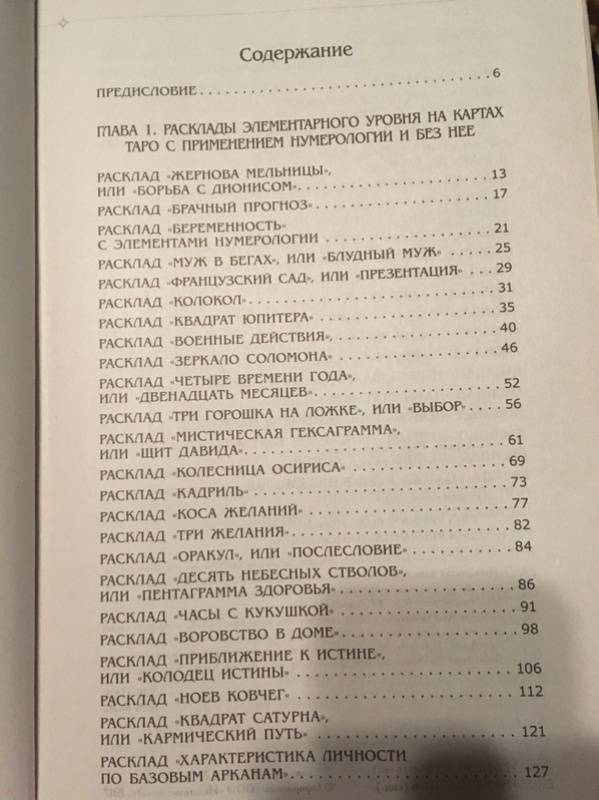 Содержание
ПРЕДИСЛОВИЕ . . . . . . . . . . . . . . . . . . . . . . . . . . . . . . . . . . . . . . 6
ГЛАВА 1. РАСКЛАДЫ ЭЛЕМЕНТАРНОГО УРОВНЯ НА КАРТАХ
ТАРО С ПРИМЕНЕНИЕМ НУМЕРОЛОГИИ И БЕЗ НЕЕ
РАСКЛАД «ЖЕРНОВА МЕЛЬНИЦЫ»,
ИЛИ «БОРЬБА С ДИОНИСОМ» . . . . . . . . . . . . . . . . . . . . . . . . 13
РАСКЛАД «БРАЧНЫЙ ПРОГНОЗ» . . . . . . . . . . . . . . . . . . . . . . 17
РАСКЛАД «БЕРЕМЕННОСТЬ»
С ЭЛЕМЕНТАМИ НУМЕРОЛОГИИ . . . . . . . . . . . . . . . . . . . . . 21
РАСКЛАД «МУЖ В БЕГАХ», ИЛИ «БЛУДНЫЙ МУЖ» . . . . . . . 25
РАСКЛАД «ФРАНЦУЗСКИЙ САД», ИЛИ «ПРЕЗЕНТАЦИЯ» . . . 29
РАСКЛАД «КОЛОКОЛ» . . . . . . . . . . . . . . . . . . . . . . . . . . . . . . 31
РАСКЛАД «КВАДРАТ ЮПИТЕРА» . . . . . . . . . . . . . . . . . . . . . . 35
РАСКЛАД «ВОЕННЫЕ ДЕЙСТВИЯ», . . . . . . . . . . . . . . . . . . . . 40
РАСКЛАД «ЗЕРКАЛО СОЛОМОНА» . . . . . . . . . . . . . . . . . . . . 46
РАСКЛАД «ЧЕТЫРЕ ВРЕМЕНИ ГОДА»,
ИЛИ «ДВЕНАДЦАТЬ МЕСЯЦЕВ» . . . . . . . . . . . . . . . . . . . . . . 52
РАСКЛАД «ТРИ ГОРОШКА НА ЛОЖКЕ», ИЛИ «ВЫБОР» . . . . 56
РАСКЛАД «МИСТИЧЕСКАЯ ГЕКСАГРАММА»,
ИЛИ «ЩИТ ДАВИДА» . . . . . . . . . . . . . . . . . . . . . . . . . . . . . . 61
РАСКЛАД «КОЛЕСНИЦА ОСИРИСА» . . . . . . . . . . . . . . . . . . . 69
РАСКЛАД «КАДРИЛЬ» . . . . . . . . . . . . . . . . . . . . . . . . . . . . . . 73
РАСКЛАД «КОСА ЖЕЛАНИЙ» . . . . . . . . . . . . . . . . . . . . . . . . 77
РАСКЛАД «ТРИ ЖЕЛАНИЯ» . . . . . . . . . . . . . . . . . . . . . . . . . . 82
РАСКЛАД «ОРАКУЛ», ИЛИ «ПОСЛЕСЛОВИЕ» . . . . . . . . . . . . 84
РАСКЛАД «ДЕСЯТЬ НЕБЕСНЫХ СТВОЛОВ»,
ИЛИ «ПЕНТАГРАММА ЗДОРОВЬЯ» . . . . . . . . . . . . . . . . . . . . 86
РАСКЛАД «ЧАСЫ С КУКУШКОЙ» . . . . . . . . . . . . . . . . . . . . . 91
РАСКЛАД «ВОРОВСТВО В ДОМЕ» . . . . . . . . . . . . . . . . . . . . . 98
РАСКЛАД «ПРИБЛИЖЕНИЕ К ИСТИНЕ»,
ИЛИ «КОЛОДЕЦ ИСТИНЫ» . . . . . . . . . . . . . . . . . . . . . . . . . 106
РАСКЛАД «НОЕВ КОВЧЕГ» . . . . . . . . . . . . . . . . . . . . . . . . . . 112
РАСКЛАД «КВАДРАТ САТУРНА»,
ИЛИ «КАРМИЧЕСКИЙ ПУТЬ» . . . . . . . . . . . . . . . . . . . . . . . 121
РАСКЛАД «ХАРАКТЕРИСТИКА ЛИЧНОСТИ
ПО БАЗОВЫМ АРКАНАМ» . . . . . . . . . . . . . . . . . . . . . . . . . . 127